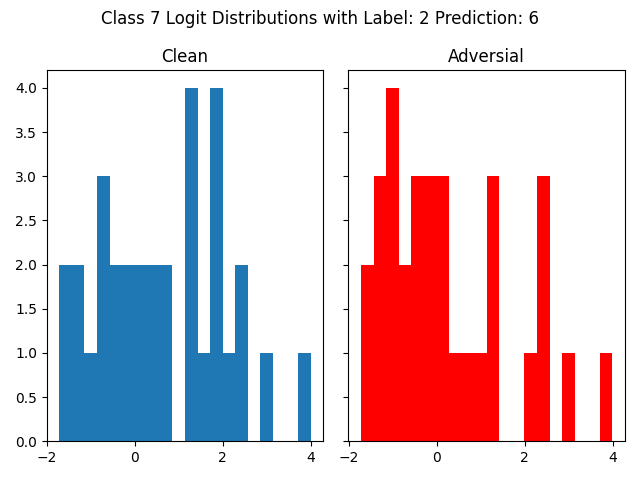 Class 7 Logit Distributions with Label: 2 Prediction: 6
Clean
Adversial
4.0
3.5
3.0
2.5
2.0
1.5
1.0
0.5
0.0
−2 0 2 4
−2 0 2 4